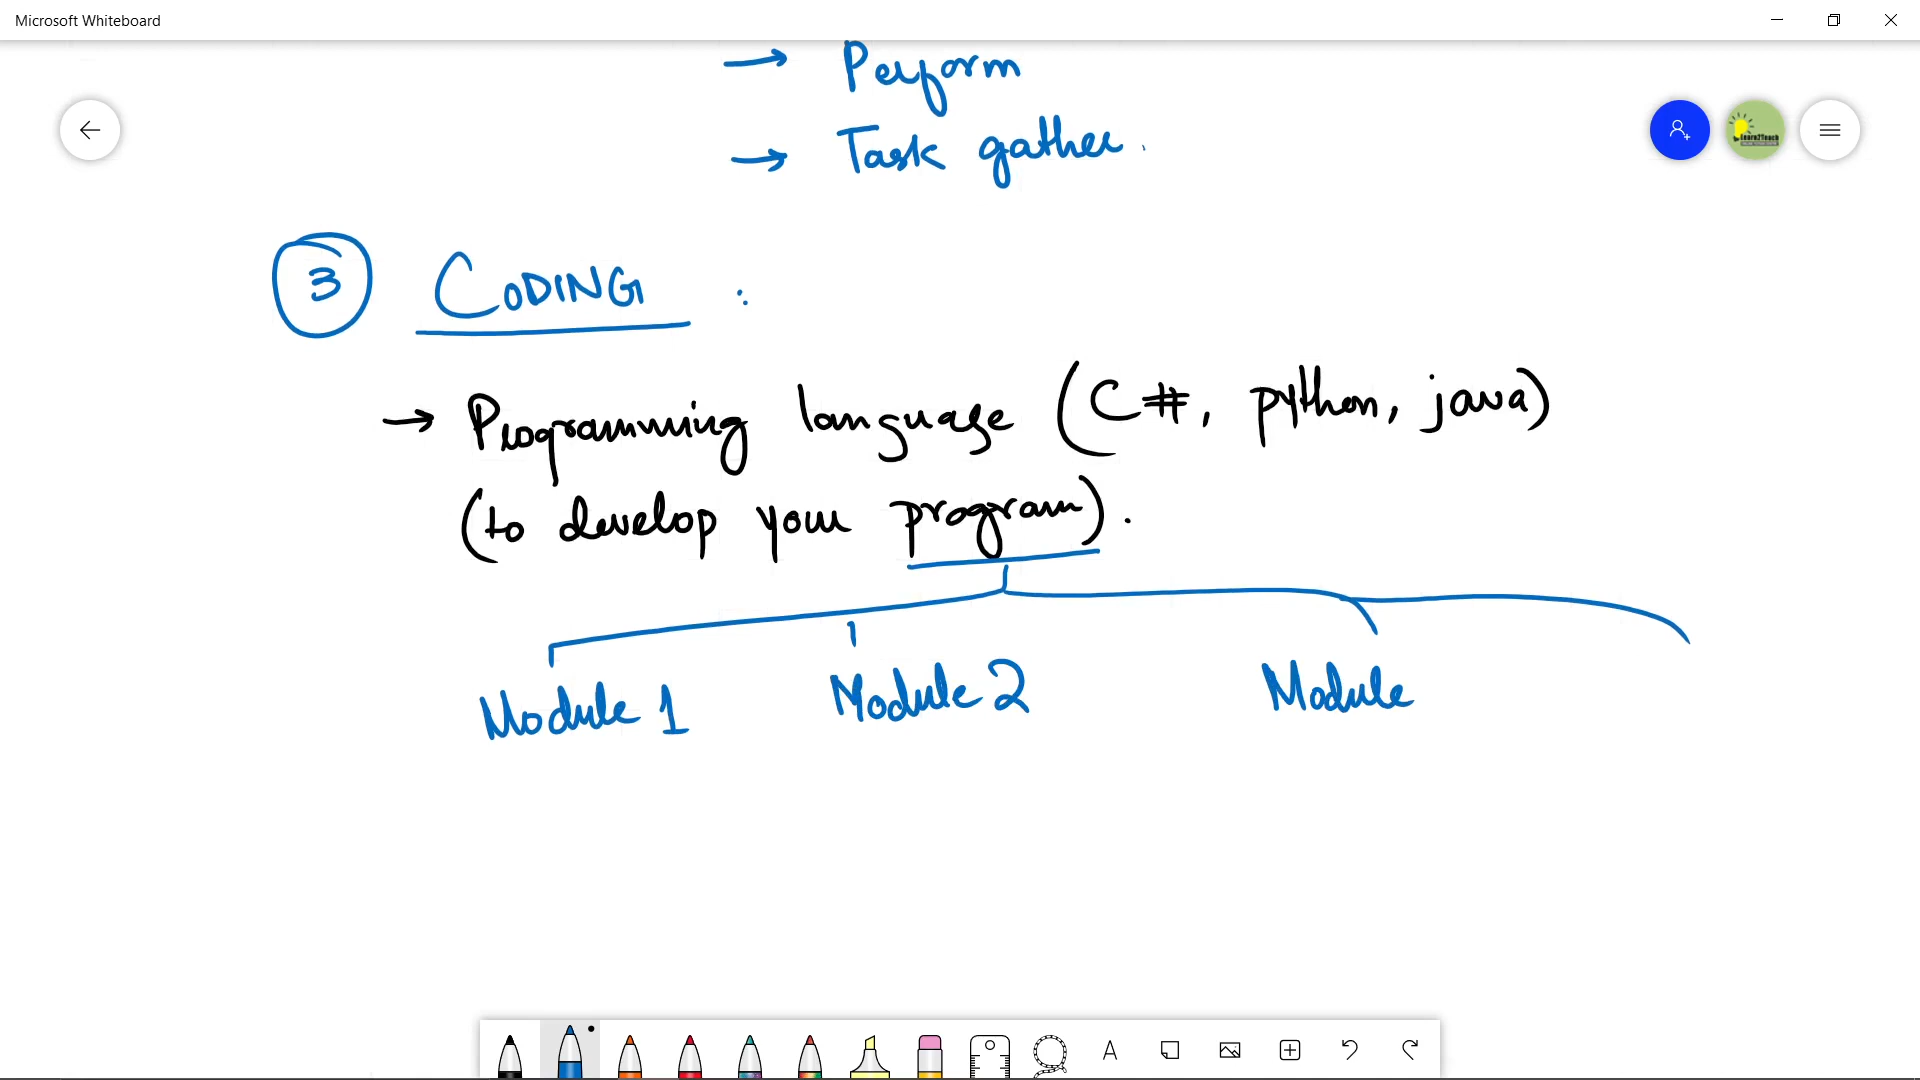 Microsoft Whiteboard
→ Perform
→ Task gather.
3 CODING :
→ Programming language (C#, python, java)
(to develop your program).
Module 1 Module 2 Module
Learn2Teach